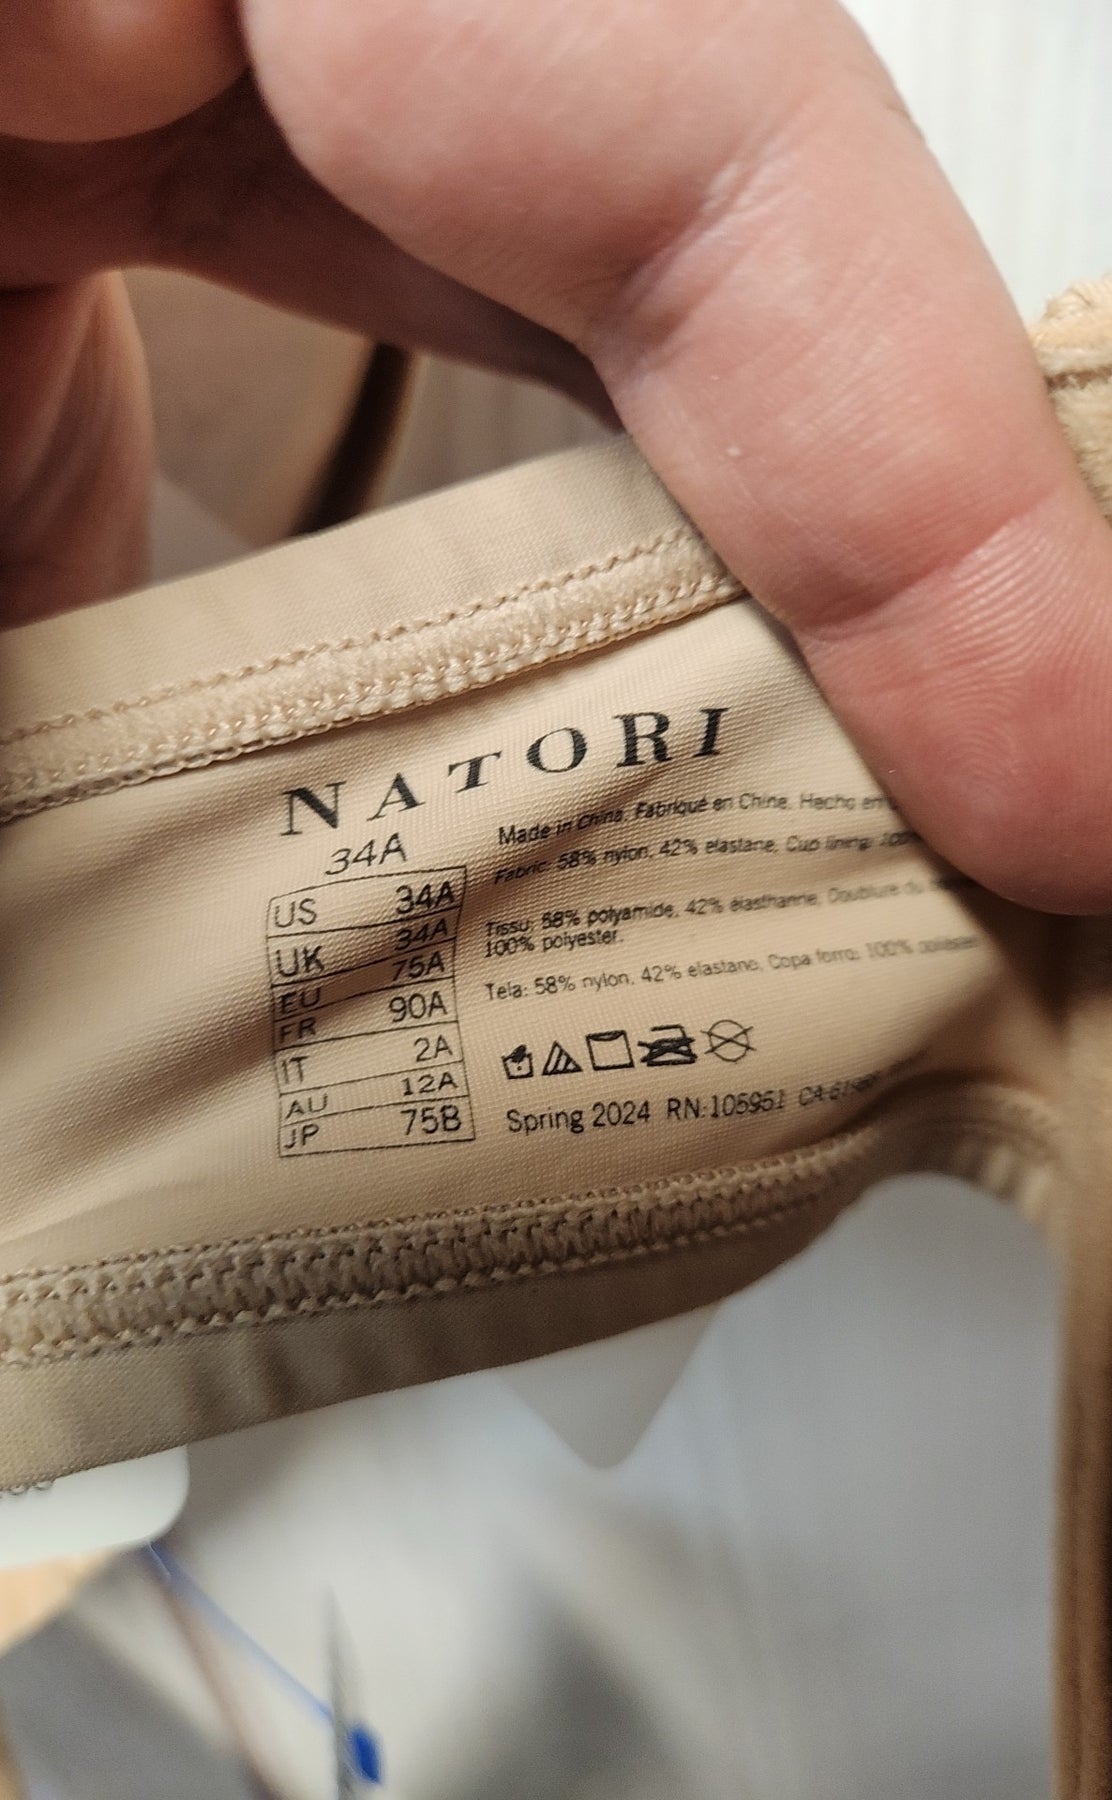 NATORI
34A
US 34A
UK 34A
EU 75A
FR 90A
IT 2A
AU 12A
JP 75B
Made in China. Fabriqué en Chine. Hecho en
Fabric: 58% nylon, 42% elastane, Cup lining:
Tissu: 58% polyamide, 42% élasthanne, Doublure du
100% polyester.
Tela: 58% nylon, 42% elastano, Copa forro: 100%
Spring 2024 RN:105951 CA